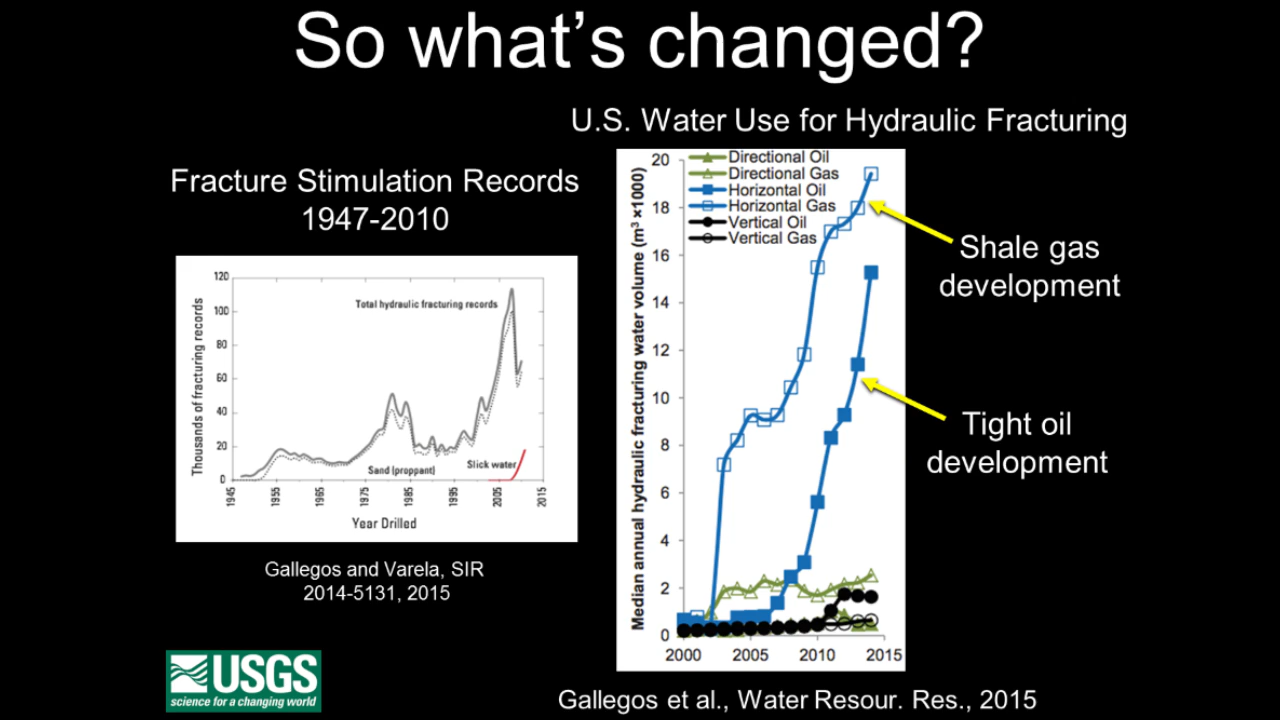 So what's changed?
U.S. Water Use for Hydraulic Fracturing
Fracture Stimulation Records
1947-2010
Thousands of fracturing records
120
100
80
60
40
20
0
Total hydraulic fracturing records
Sand (proppant)
Slick water
1945
1955
1965
1975
1985
1995
2005
2015
Year Drilled
Gallegos and Varela, SIR
2014-5131, 2015
Median annual hydraulic fracturing water volume (m³ ×1000)
20
18
16
14
12
10
8
6
4
2
0
Directional Oil
Directional Gas
Horizontal Oil
Horizontal Gas
Vertical Oil
Vertical Gas
2000
2005
2010
2015
Shale gas
development
Tight oil
development
USGS
science for a changing world
Gallegos et al., Water Resour. Res., 2015